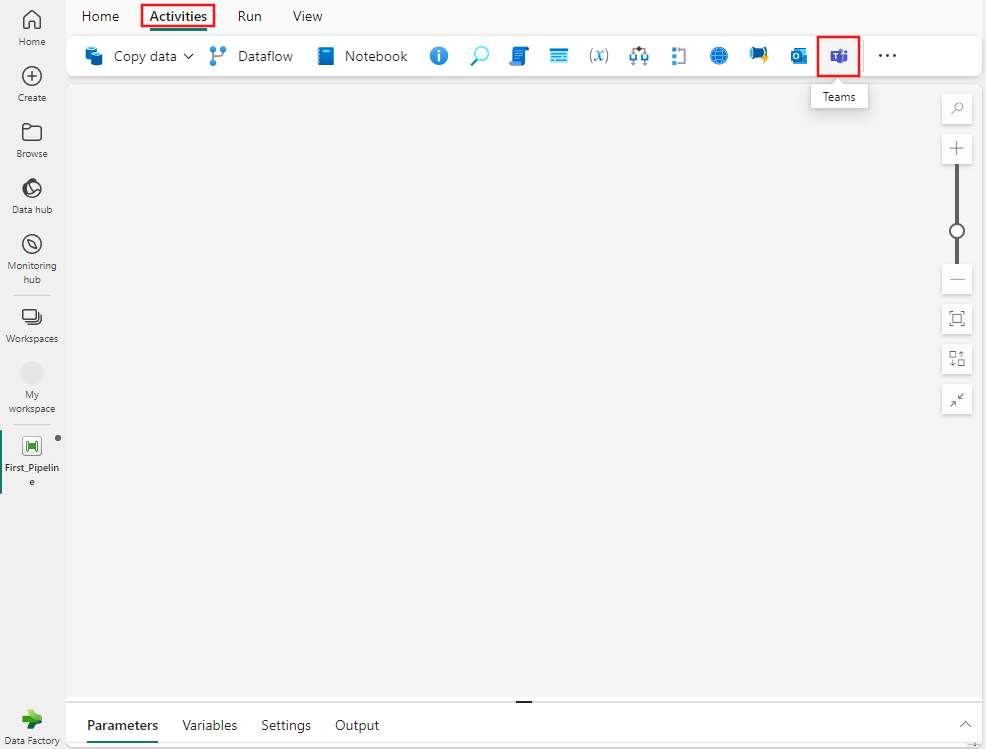 Home Activities Run View
Copy data Dataflow Notebook (x)
Teams
Home
Create
Browse
Data hub
Monitoring
hub
Workspaces
My
workspace
First_Pipelin
e
Data Factory
Parameters Variables Settings Output